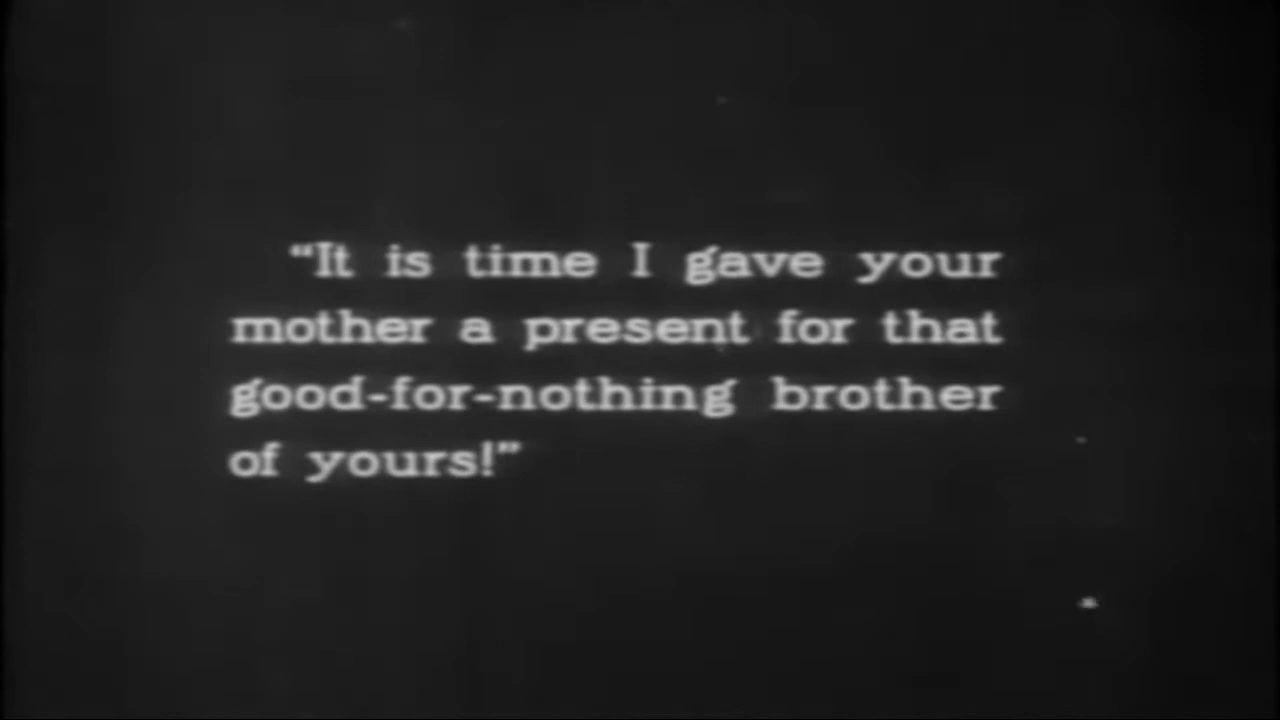 “It is time I gave your
mother a present for that
good-for-nothing brother
of yours!”